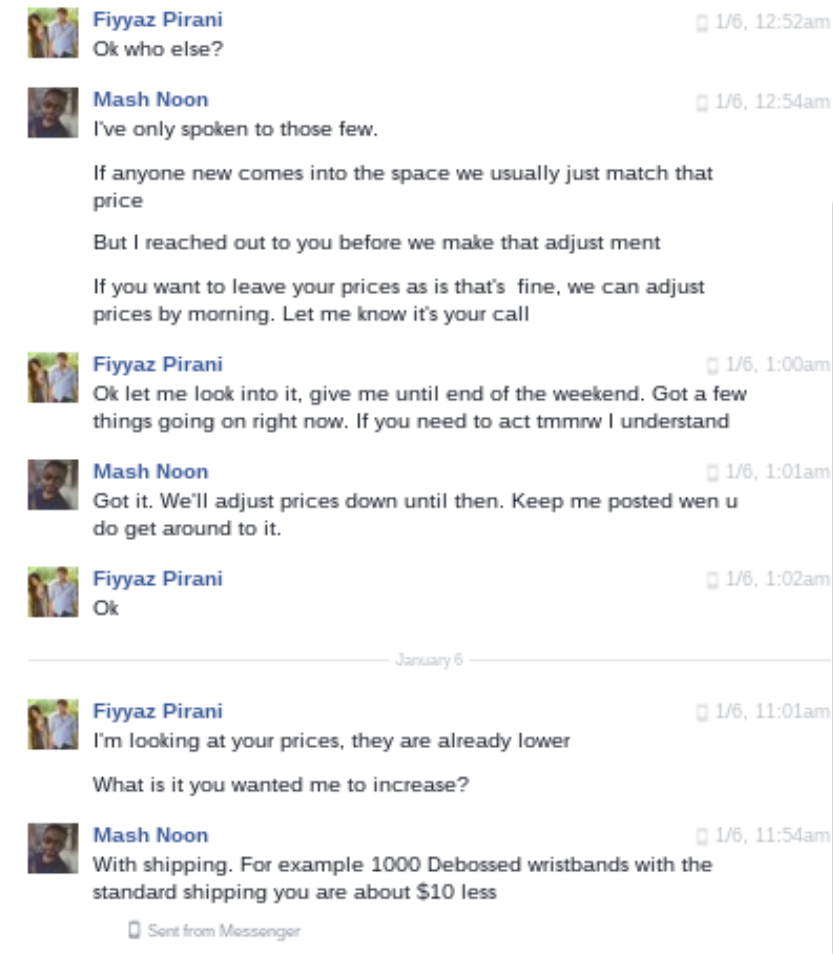 Fiyyaz Pirani
1/6, 12:52am
Ok who else?
Mash Noon
1/6, 12:54am
I've only spoken to those few.
If anyone new comes into the space we usually just match that
price
But I reached out to you before we make that adjust ment
If you want to leave your prices as is that's  fine, we can adjust
prices by morning. Let me know it's your call
Fiyyaz Pirani
1/6, 1:00am
Ok let me look into it, give me until end of the weekend. Got a few
things going on right now. If you need to act tmmrw I understand
Mash Noon
1/6, 1:01am
Got it. We'll adjust prices down until then. Keep me posted wen u
do get around to it.
Fiyyaz Pirani
1/6, 1:02am
Ok
January 6
Fiyyaz Pirani
1/6, 11:01am
I'm looking at your prices, they are already lower
What is it you wanted me to increase?
Mash Noon
1/6, 11:54am
With shipping. For example 1000 Debossed wristbands with the
standard shipping you are about $10 less
Sent from Messenger